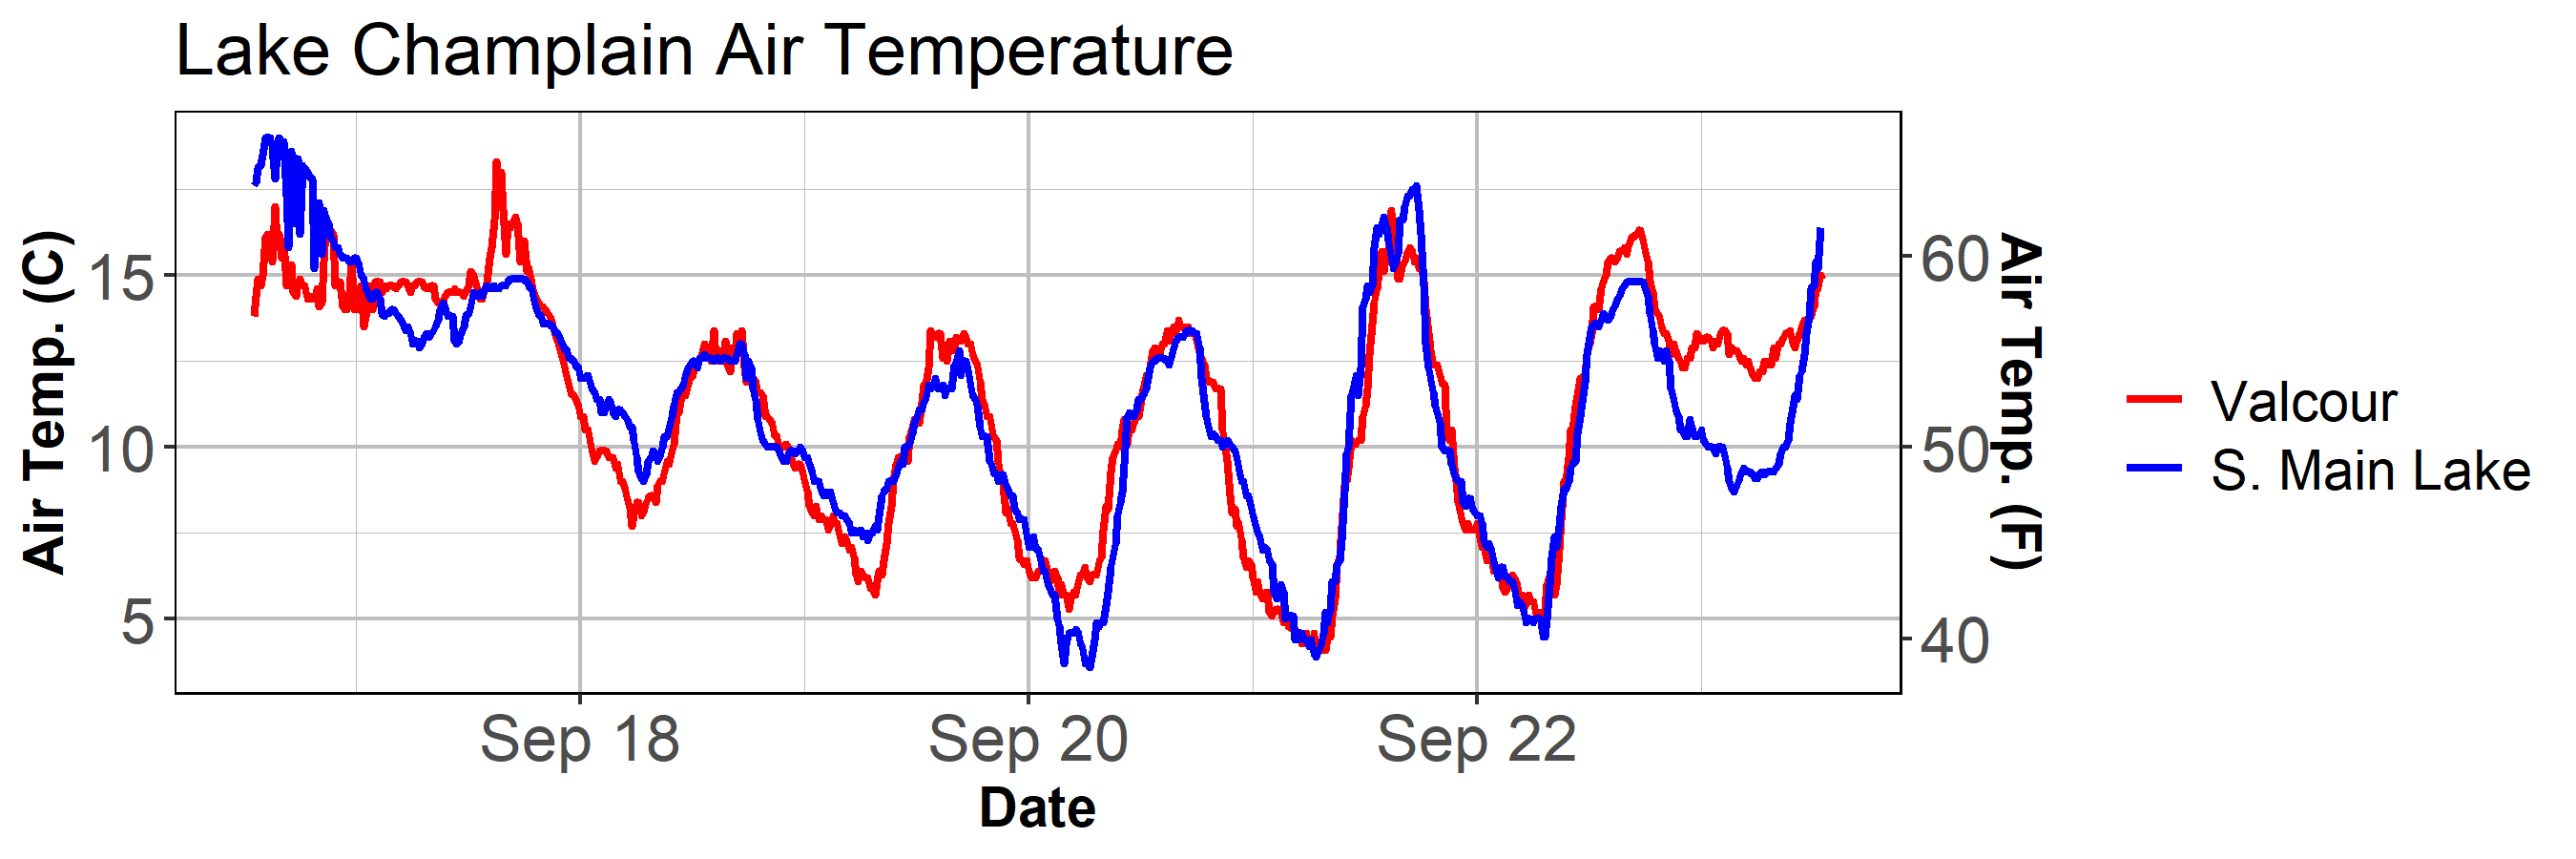 Lake Champlain Air Temperature
Air Temp. (C)
15
10
5
60
50
40
Air Temp. (F)
Valcour
S. Main Lake
Sep 18 Sep 20 Sep 22
Date